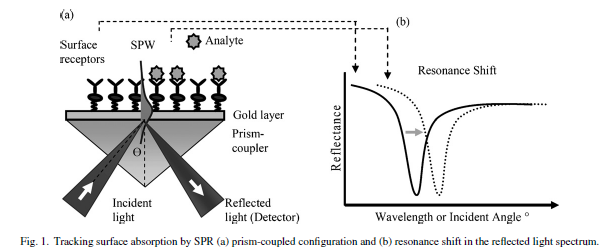 (a)
(b)
Surface
receptors
SPW
Analyte
Resonance Shift
Gold layer
Prism-
coupler
Θ
Incident
light
Reflected
light (Detector)
Reflectance
Wavelength or Incident Angle °
Fig. 1. Tracking surface absorption by SPR (a) prism-coupled configuration and (b) resonance shift in the reflected light spectrum.